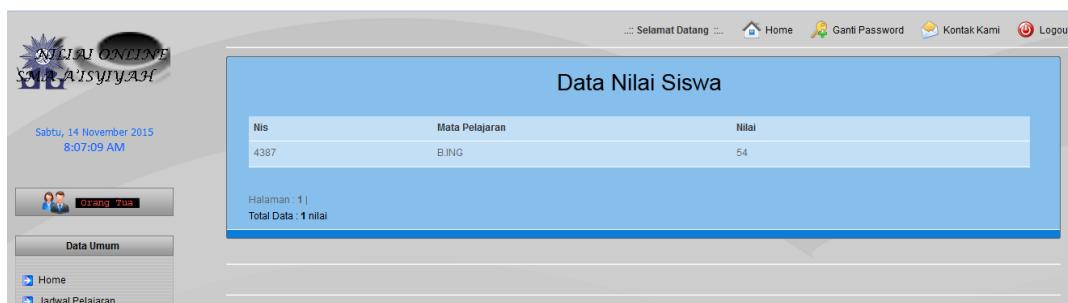 ..:: Selamat Datang ::..
Home
Ganti Password
Kontak Kami
Logou
NILIAI ONLINE
SMA A'ISYIYAH
Data Nilai Siswa
Sabtu, 14 November 2015
8:07:09 AM
Nis Mata Pelajaran Nilai
4387 B.ING 54
Orang Tua
Halaman : 1 |
Total Data : 1 nilai
Data Umum
Home
Jadwal Pelajaran